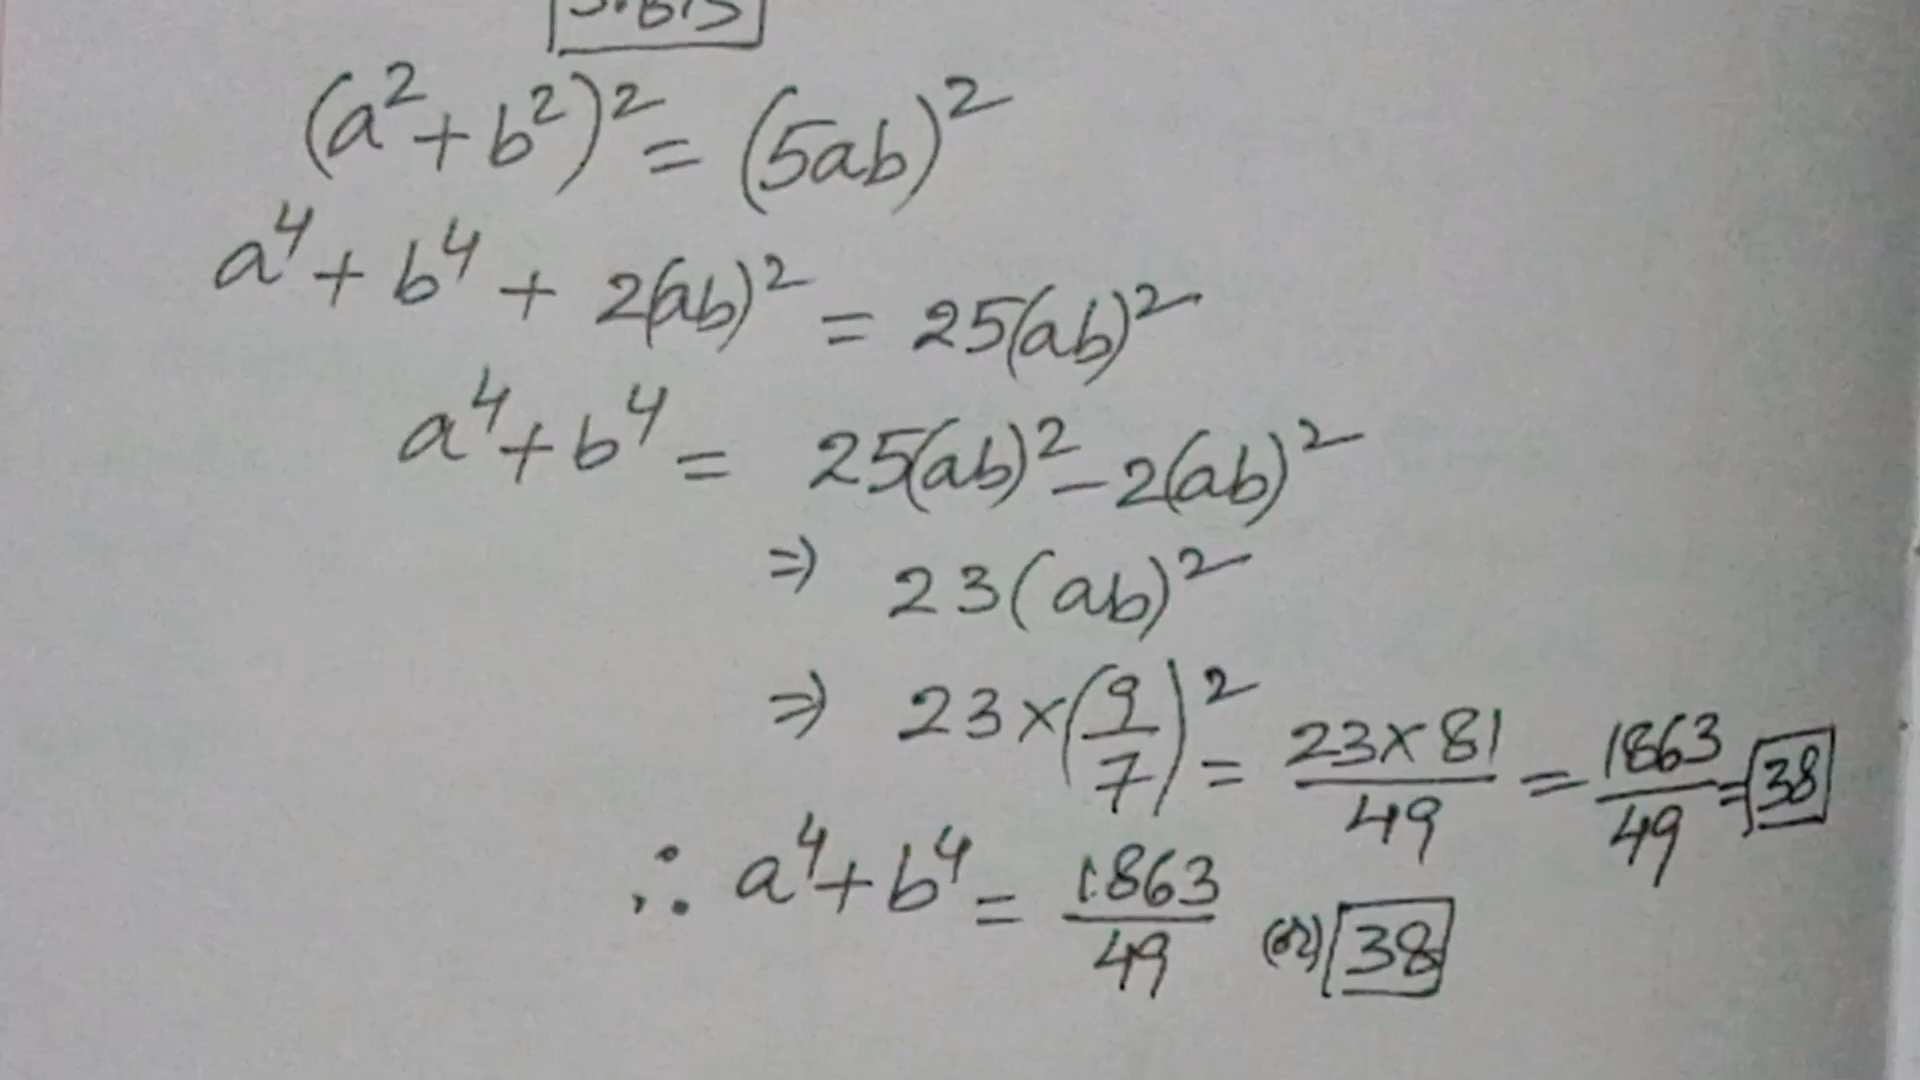 (a²+b²)² = (5ab)²
a⁴+b⁴+2(ab)² = 25(ab)²
a⁴+b⁴ = 25(ab)²-2(ab)²
⇒ 23(ab)²
⇒ 23×(9/7)² = 23×81/49 = 1863/49 = 38
∴ a⁴+b⁴ = 1863/49 (or) 38